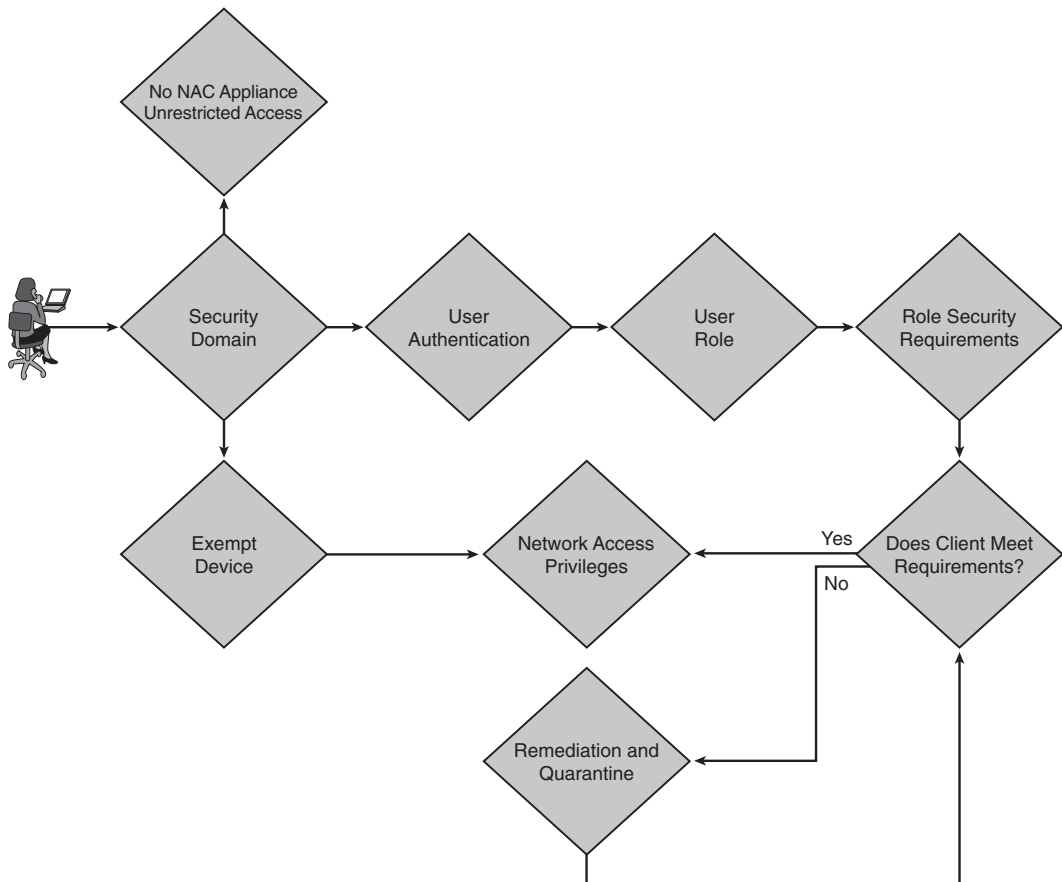 No NAC Appliance
Unrestricted Access
Security
Domain
User
Authentication
User
Role
Role Security
Requirements
Exempt
Device
Network Access
Privileges
Yes
No
Does Client Meet
Requirements?
Remediation and
Quarantine